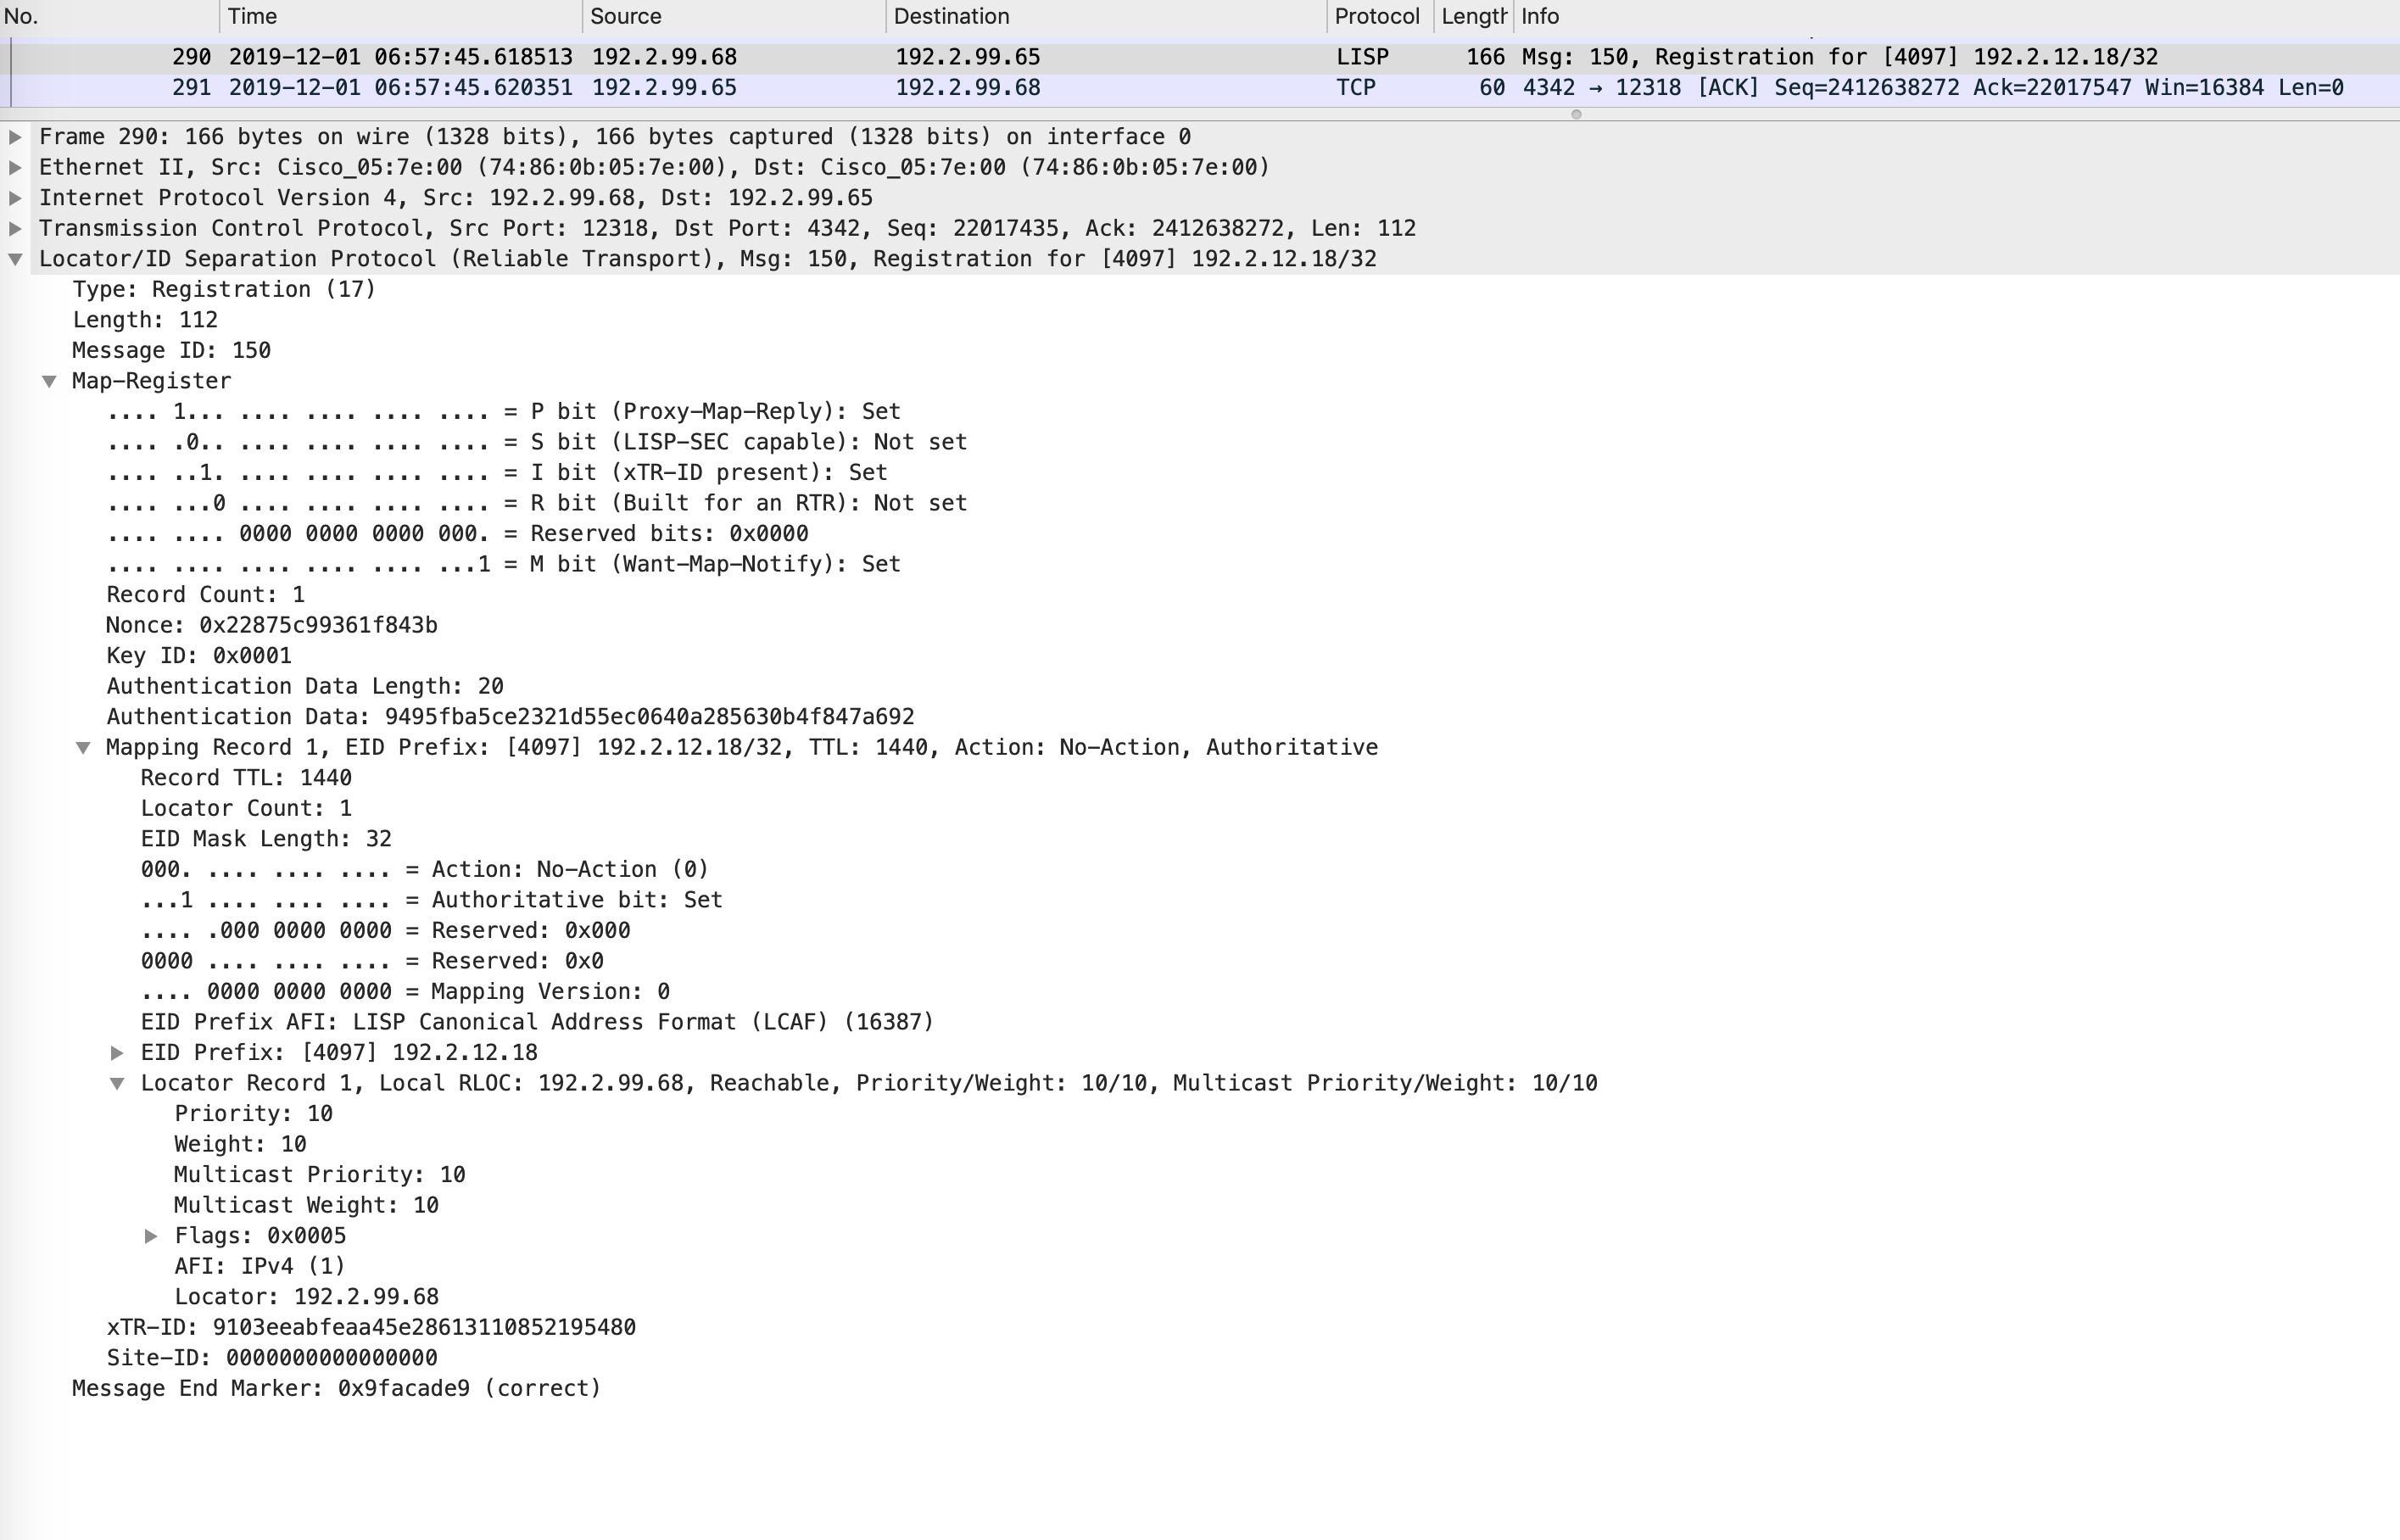 No. Time Source Destination Protocol Length Info
290 2019-12-01 06:57:45.618513 192.2.99.68 192.2.99.65 LISP 166 Msg: 150, Registration for [4097] 192.2.12.18/32
291 2019-12-01 06:57:45.620351 192.2.99.65 192.2.99.68 TCP 60 4342 → 12318 [ACK] Seq=2412638272 Ack=22017547 Win=16384 Len=0
Frame 290: 166 bytes on wire (1328 bits), 166 bytes captured (1328 bits) on interface 0
Ethernet II, Src: Cisco_05:7e:00 (74:86:0b:05:7e:00), Dst: Cisco_05:7e:00 (74:86:0b:05:7e:00)
Internet Protocol Version 4, Src: 192.2.99.68, Dst: 192.2.99.65
Transmission Control Protocol, Src Port: 12318, Dst Port: 4342, Seq: 22017435, Ack: 2412638272, Len: 112
Locator/ID Separation Protocol (Reliable Transport), Msg: 150, Registration for [4097] 192.2.12.18/32
Type: Registration (17)
Length: 112
Message ID: 150
Map-Register
.... 1... .... .... .... .... = P bit (Proxy-Map-Reply): Set
.... .0.. .... .... .... .... = S bit (LISP-SEC capable): Not set
.... ..1. .... .... .... .... = I bit (xTR-ID present): Set
.... ...0 .... .... .... .... = R bit (Built for an RTR): Not set
.... .... 0000 0000 0000 000. = Reserved bits: 0x0000
.... .... .... .... .... ...1 = M bit (Want-Map-Notify): Set
Record Count: 1
Nonce: 0x22875c99361f843b
Key ID: 0x0001
Authentication Data Length: 20
Authentication Data: 9495fba5ce2321d55ec0640a285630b4f847a692
Mapping Record 1, EID Prefix: [4097] 192.2.12.18/32, TTL: 1440, Action: No-Action, Authoritative
Record TTL: 1440
Locator Count: 1
EID Mask Length: 32
000. .... .... .... = Action: No-Action (0)
...1 .... .... .... = Authoritative bit: Set
.... .000 0000 0000 = Reserved: 0x000
0000 .... .... .... = Reserved: 0x0
.... 0000 0000 0000 = Mapping Version: 0
EID Prefix AFI: LISP Canonical Address Format (LCAF) (16387)
EID Prefix: [4097] 192.2.12.18
Locator Record 1, Local RLOC: 192.2.99.68, Reachable, Priority/Weight: 10/10, Multicast Priority/Weight: 10/10
Priority: 10
Weight: 10
Multicast Priority: 10
Multicast Weight: 10
Flags: 0x0005
AFI: IPv4 (1)
Locator: 192.2.99.68
xTR-ID: 9103eeabfeaa45e28613110852195480
Site-ID: 0000000000000000
Message End Marker: 0x9facade9 (correct)